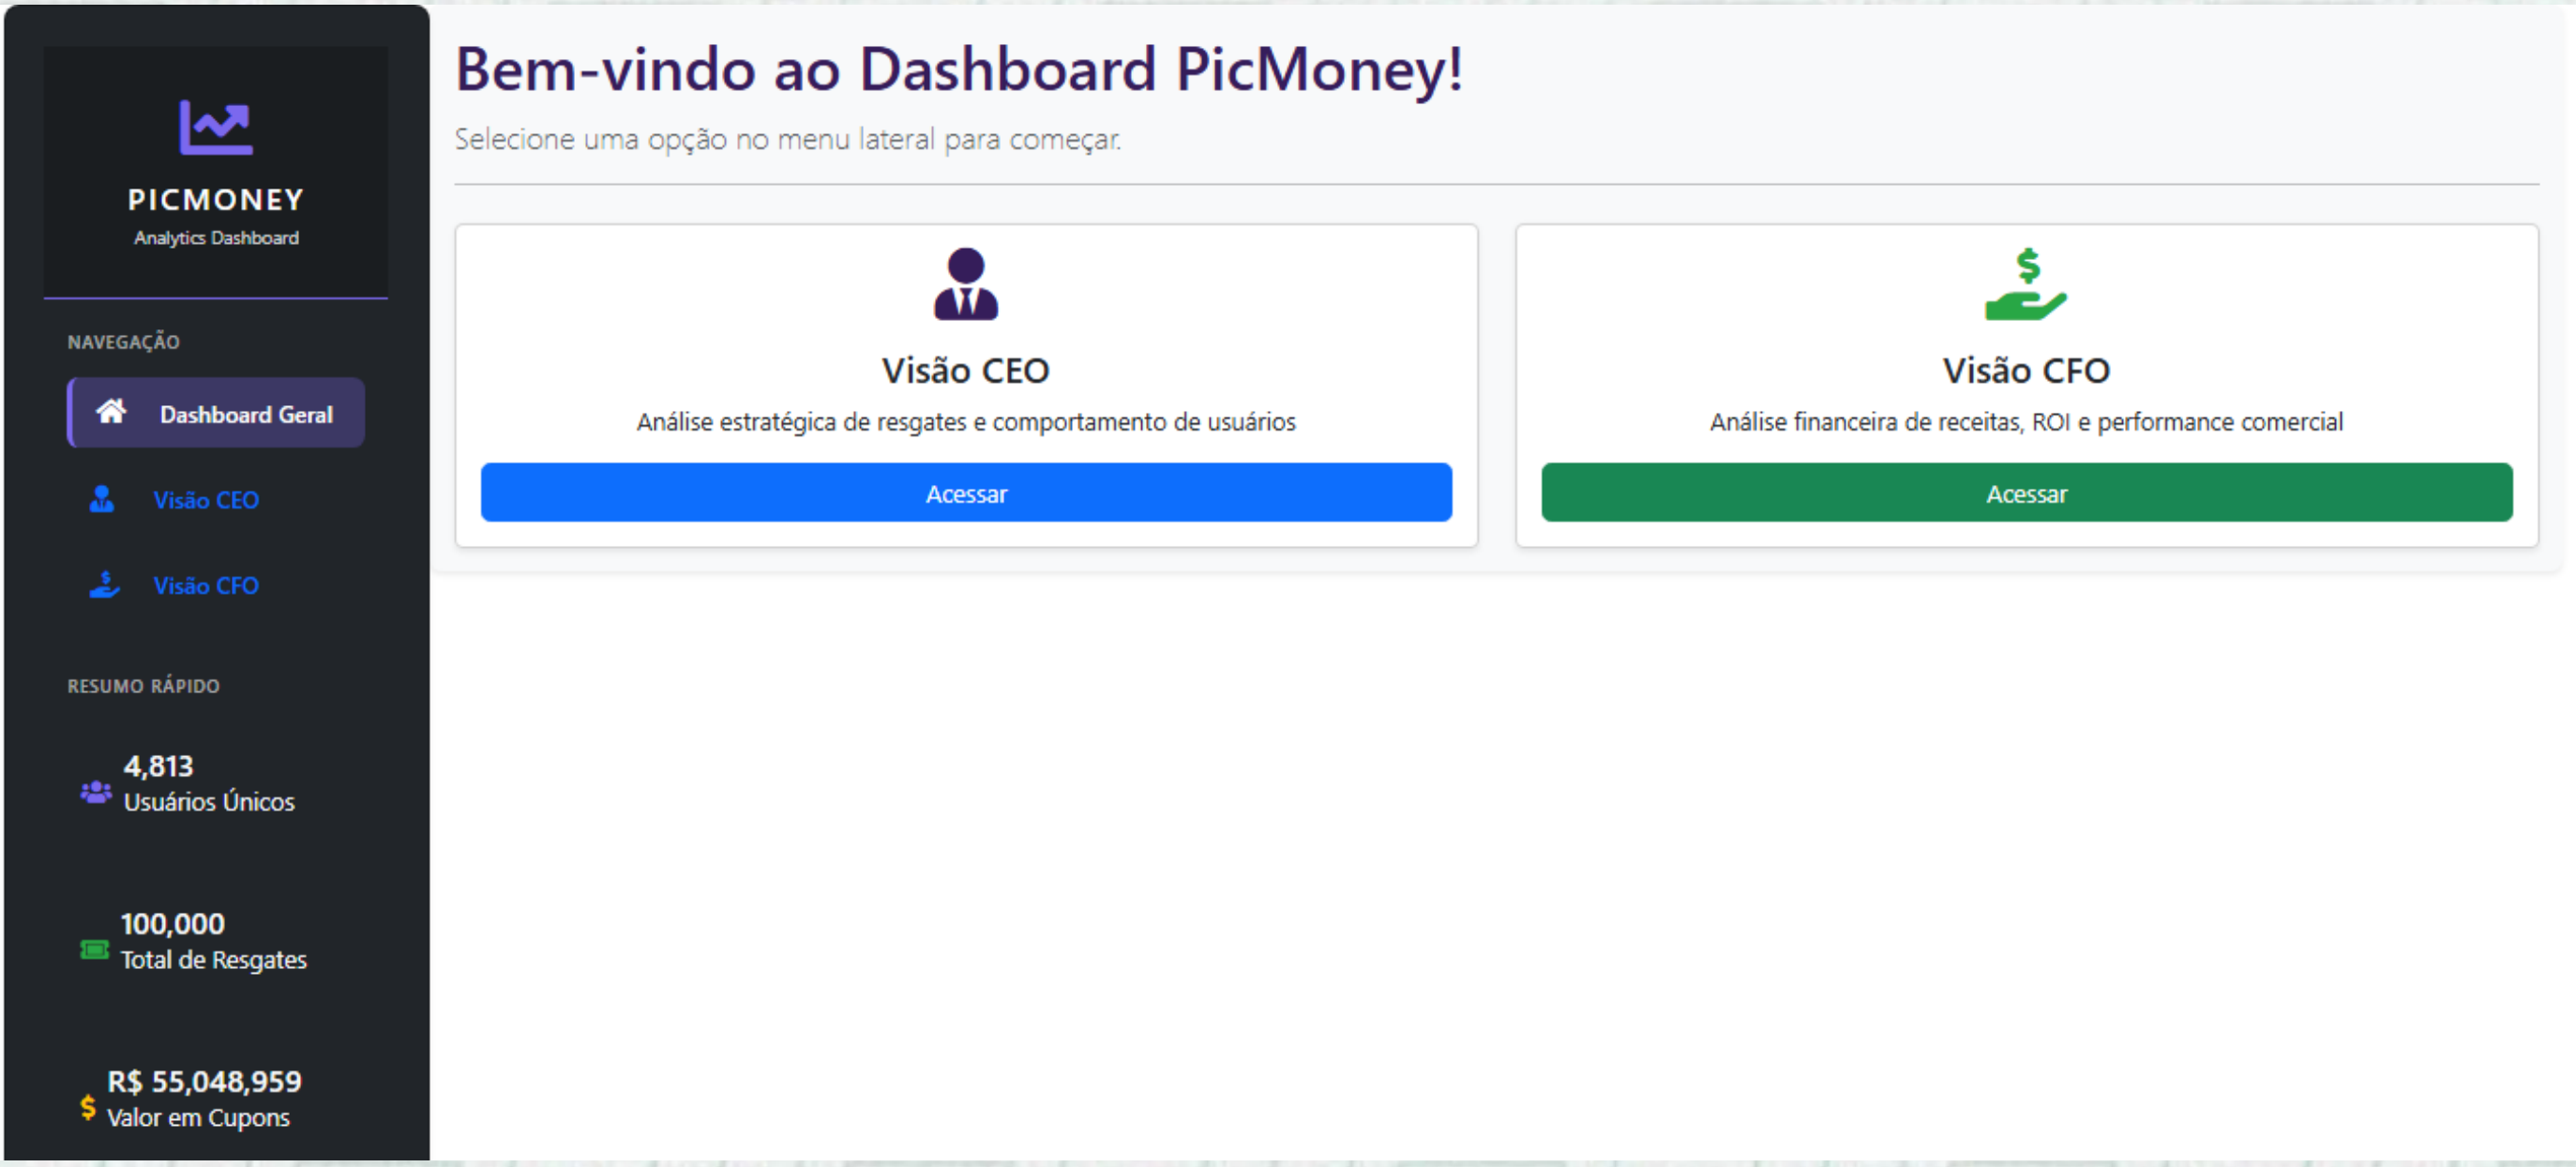 PICMONEY
Analytics Dashboard
NAVEGAÇÃO
Dashboard Geral
Visão CEO
Visão CFO
RESUMO RÁPIDO
4,813
Usuários Únicos
100,000
Total de Resgates
R$ 55,048,959
Valor em Cupons
Bem-vindo ao Dashboard PicMoney!
Selecione uma opção no menu lateral para começar.
Visão CEO
Análise estratégica de resgates e comportamento de usuários
Acessar
Visão CFO
Análise financeira de receitas, ROI e performance comercial
Acessar